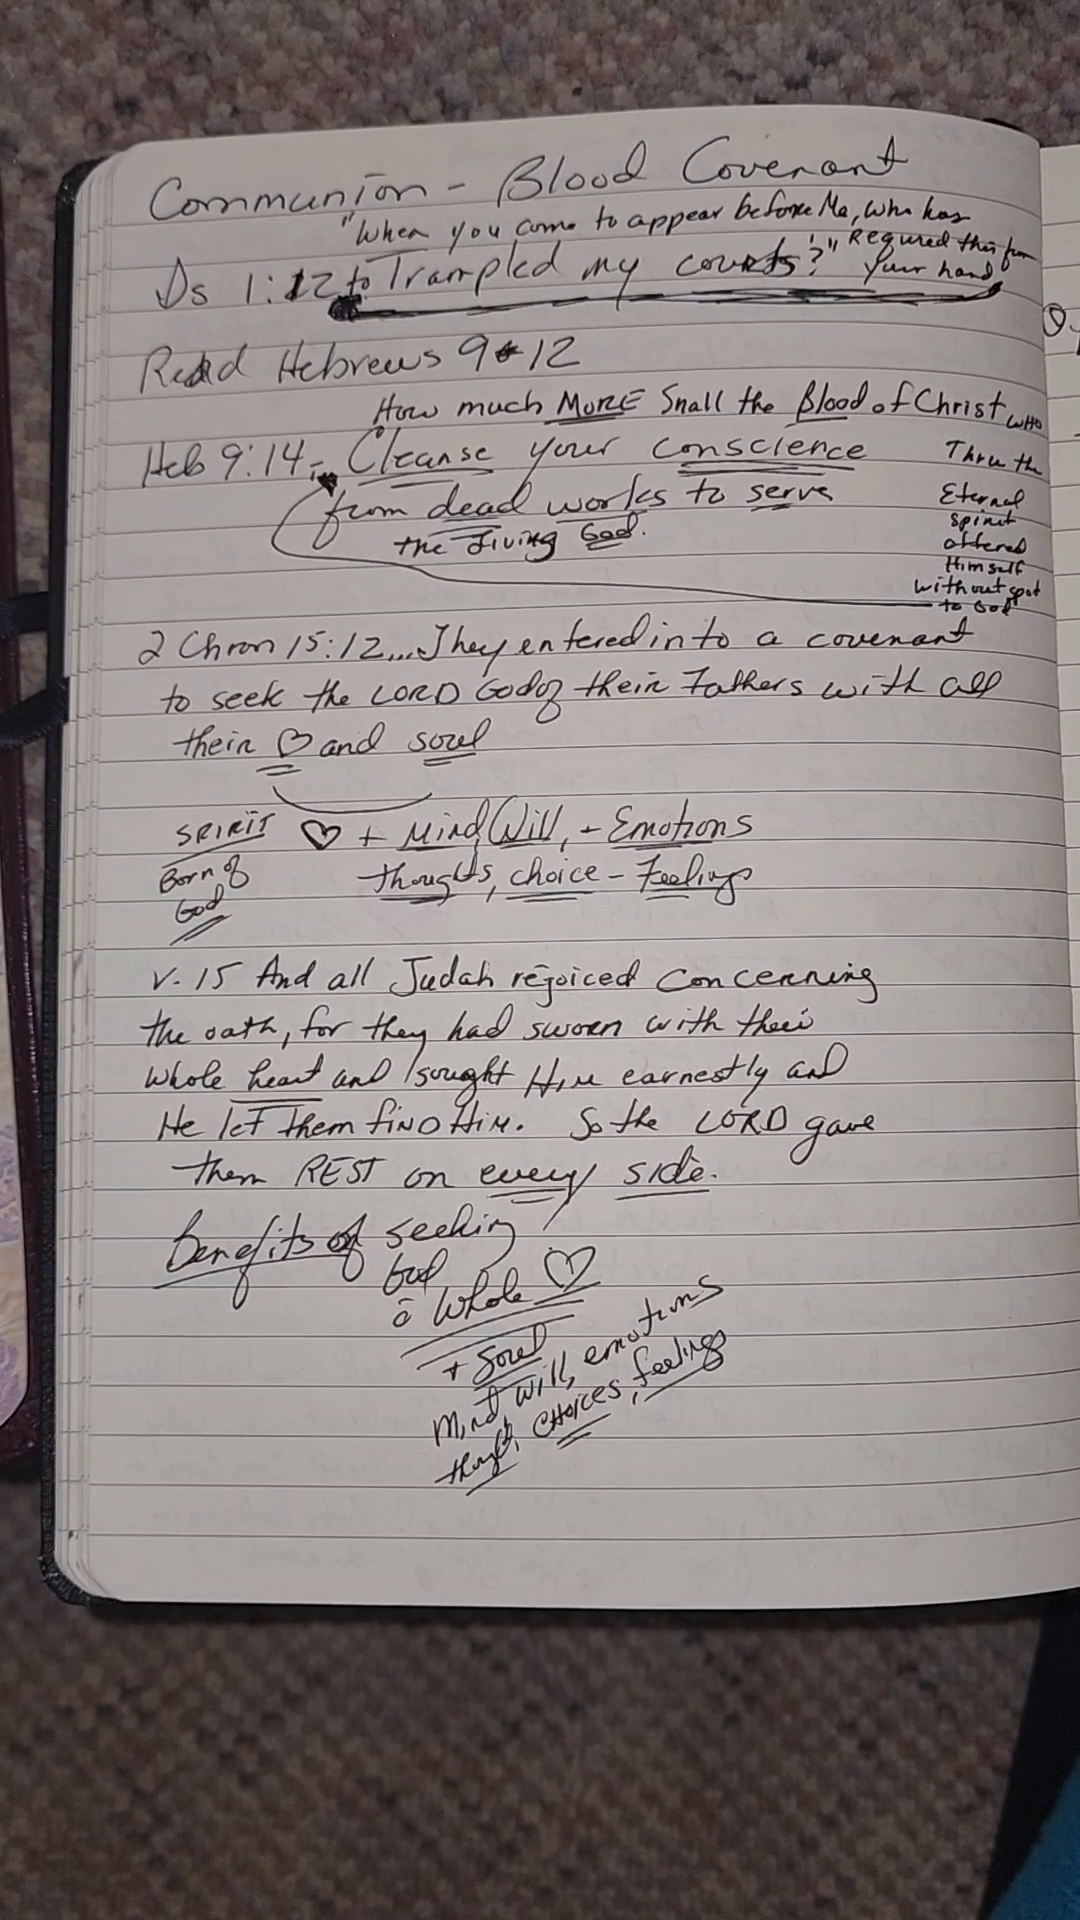 Communion - Blood Covenant
"When you come to appear before Me, who has
Required this from
Your hand
Is 1:12 to Trampled my courts?"
Read Hebrews 9 12
How much MORE Shall the Blood of Christ, WHO
Thru the
Eternal
spirit
offered
Himself
without spot
to God
Heb 9:14 - Cleanse your conscience
from dead works to serve
the Living God.
2 Chron 15:12... They entered into a covenant
to seek the LORD God of their Fathers with all
their ♡ and soul
SPIRIT ♡ + Mind, Will, + Emotions
Born of thoughts, choice - Feelings
God
v. 15 And all Judah rejoiced concerning
the oath, for they had sworn with their
whole heart and sought Him earnestly and
He let them find Him. So the LORD gave
them REST on every side.
Benefits of seeking
God
c̄ Whole ♡
+ Soul
Mind, will, emotions
thought, CHOICES, feelings